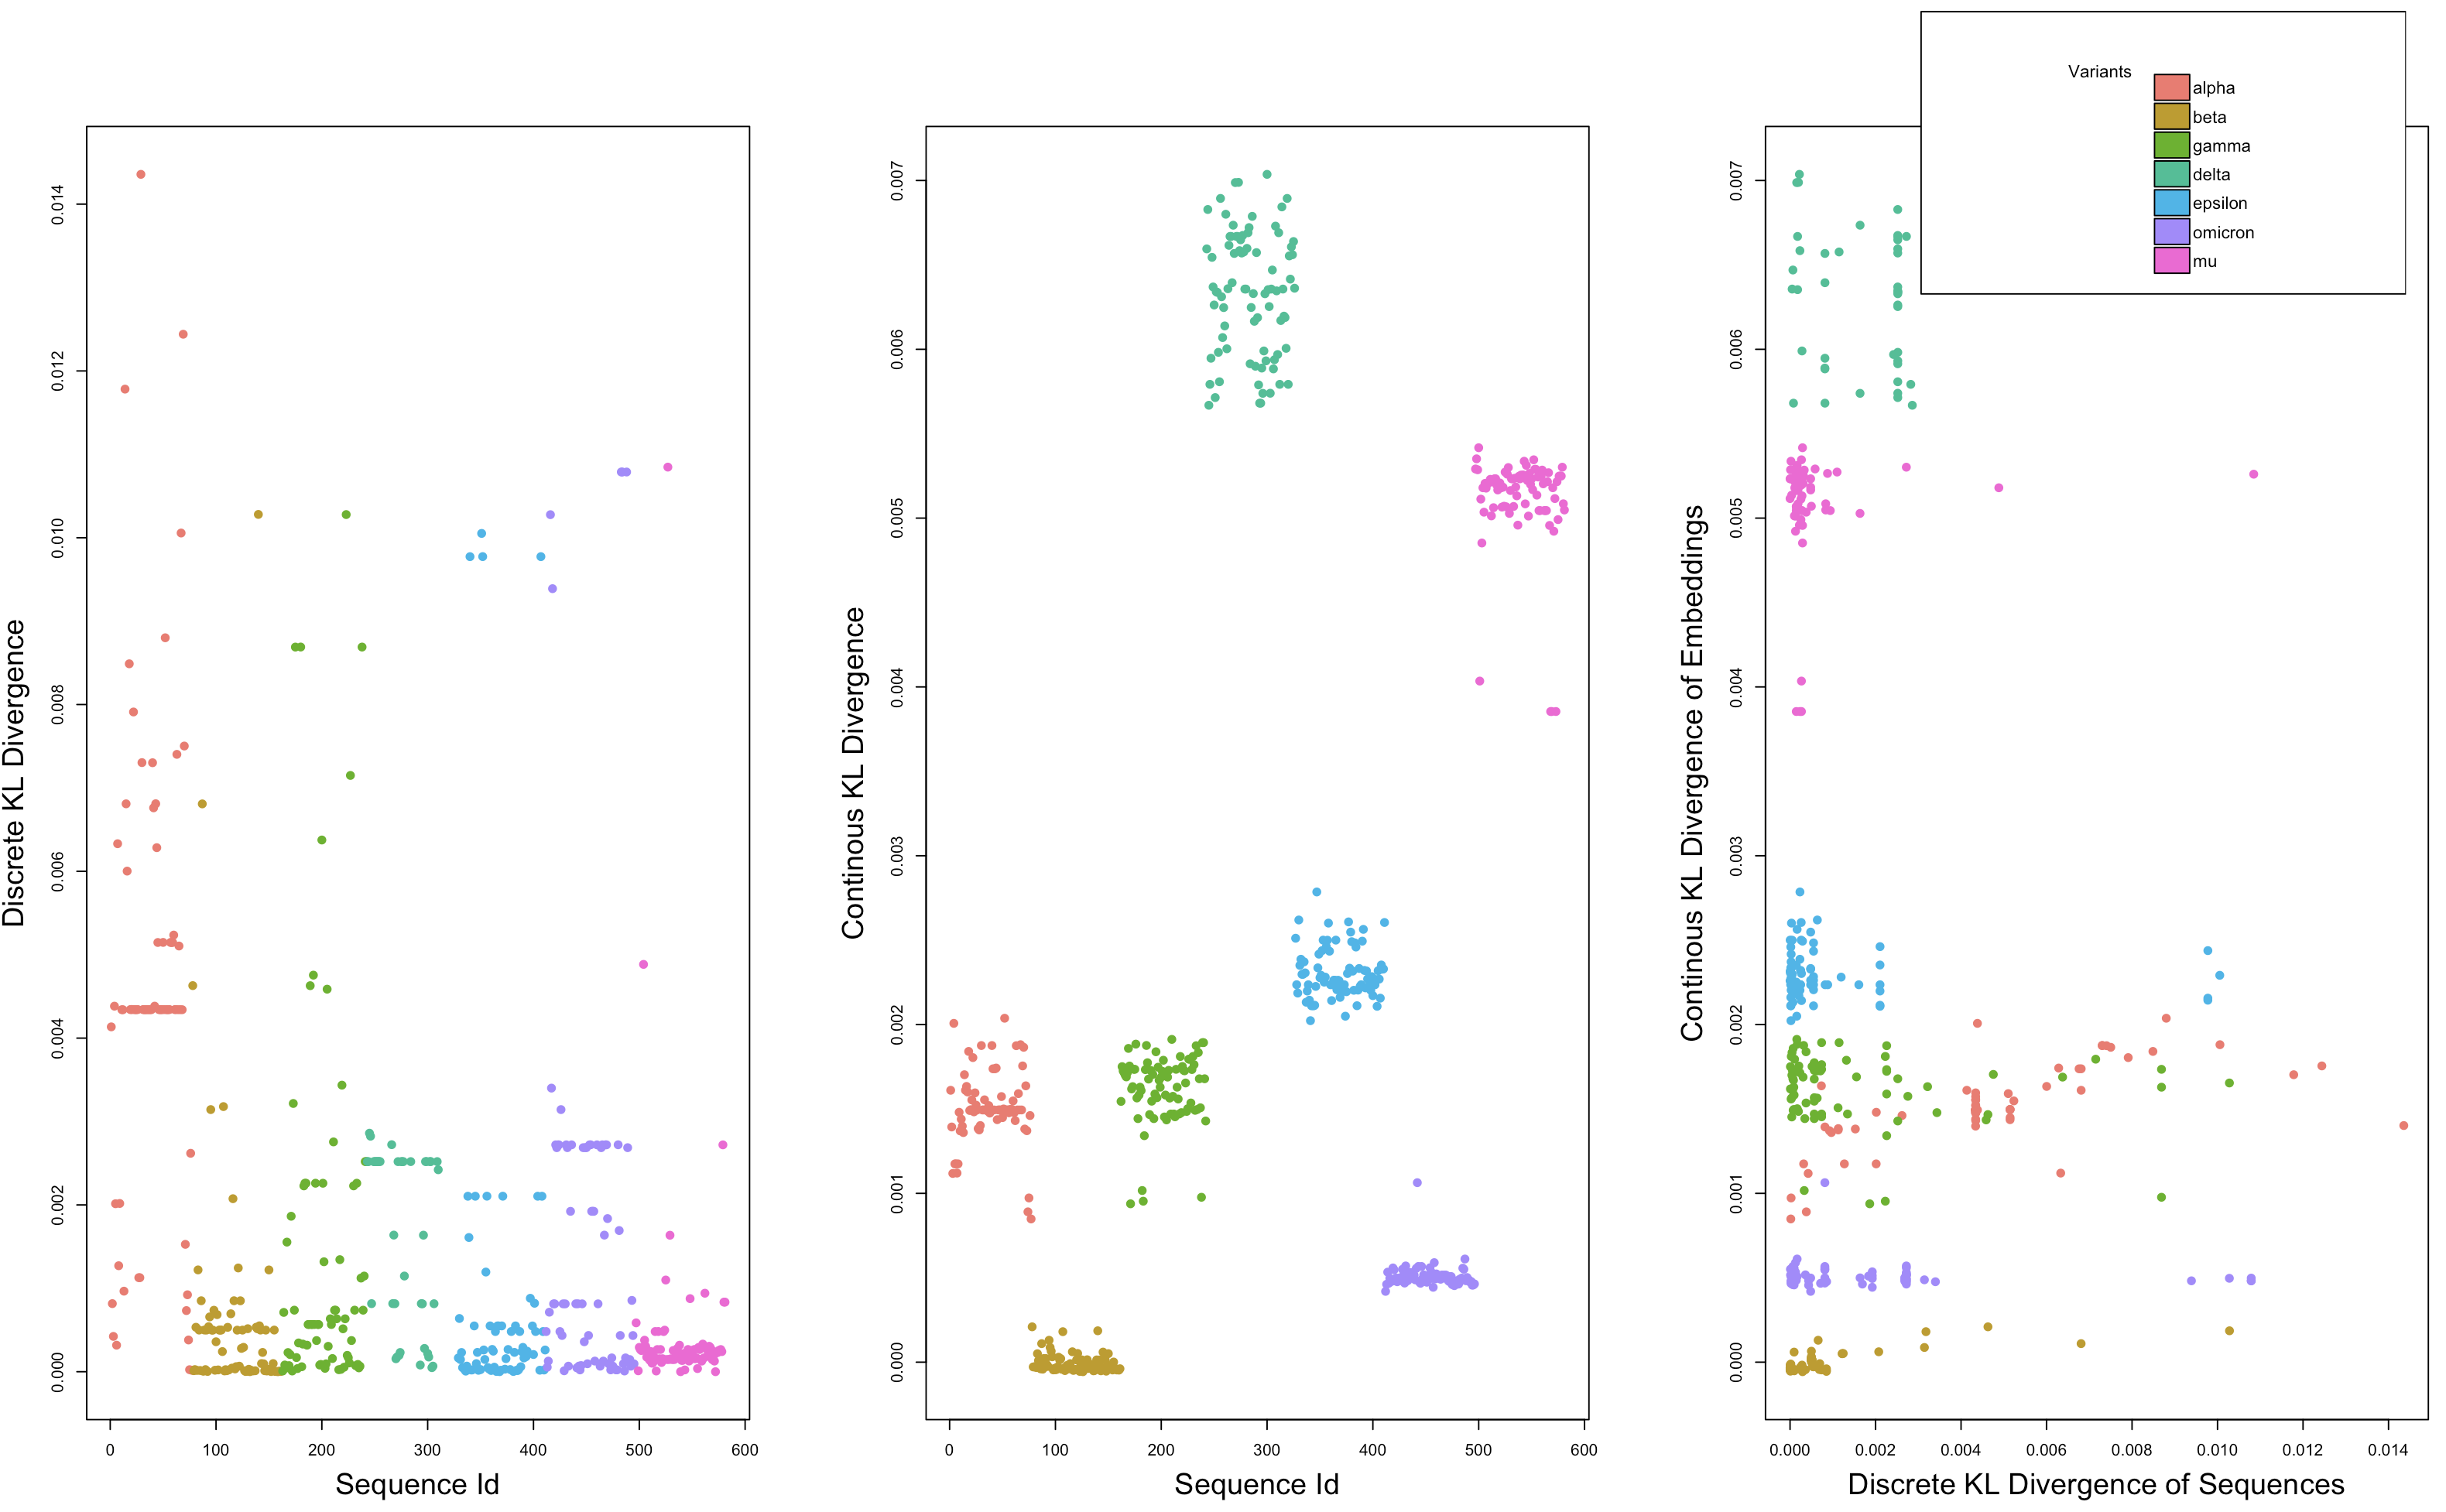 Discrete KL Divergence
0.000 0.002 0.004 0.006 0.008 0.010 0.012 0.014
0 100 200 300 400 500 600
Sequence Id
Continous KL Divergence
0.000 0.001 0.002 0.003 0.004 0.005 0.006 0.007
0 100 200 300 400 500 600
Sequence Id
Continous KL Divergence of Embeddings
0.000 0.001 0.002 0.003 0.004 0.005 0.006 0.007
0.000 0.002 0.004 0.006 0.008 0.010 0.012 0.014
Discrete KL Divergence of Sequences
Variants
alpha
beta
gamma
delta
epsilon
omicron
mu